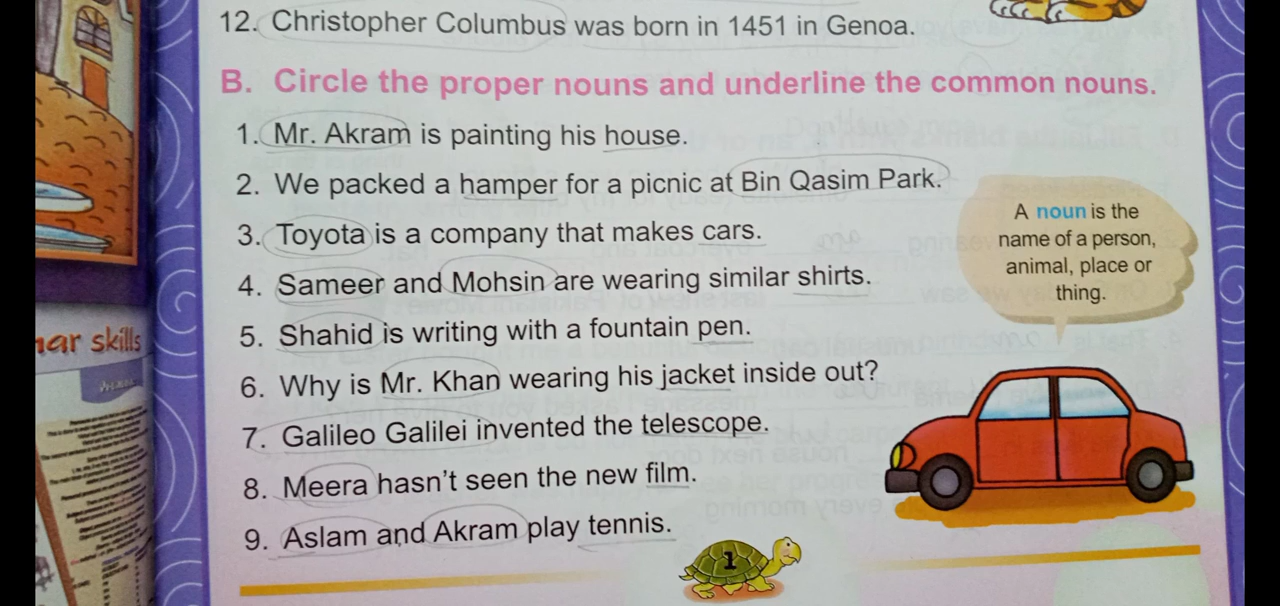 12. Christopher Columbus was born in 1451 in Genoa.
B. Circle the proper nouns and underline the common nouns.
1. Mr. Akram is painting his house.
2. We packed a hamper for a picnic at Bin Qasim Park.
3. Toyota is a company that makes cars.
4. Sameer and Mohsin are wearing similar shirts.
5. Shahid is writing with a fountain pen.
6. Why is Mr. Khan wearing his jacket inside out?
7. Galileo Galilei invented the telescope.
8. Meera hasn't seen the new film.
9. Aslam and Akram play tennis.
A noun is the
name of a person,
animal, place or
thing.
skills
1